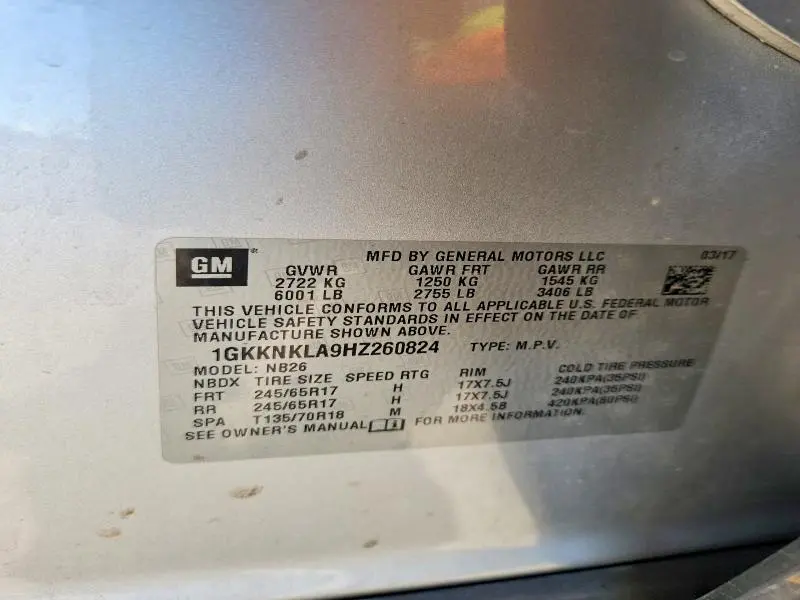 GM
MFD BY GENERAL MOTORS LLC 03/17
GVWR GAWR FRT GAWR RR
2722 KG 1250 KG 1545 KG
6001 LB 2755 LB 3406 LB
THIS VEHICLE CONFORMS TO ALL APPLICABLE U.S. FEDERAL MOTOR
VEHICLE SAFETY STANDARDS IN EFFECT ON THE DATE OF
MANUFACTURE SHOWN ABOVE.
1GKKNKLA9HZ260824 TYPE: M.P.V.
MODEL: NB26
NBDX TIRE SIZE SPEED RTG RIM COLD TIRE PRESSURE
FRT 245/65R17 H 17X7.5J 240KPA(35PSI)
RR 245/65R17 H 17X7.5J 240KPA(35PSI)
SPA T135/70R18 M 18X4.5B 420KPA(60PSI)
SEE OWNER'S MANUAL FOR MORE INFORMATION.